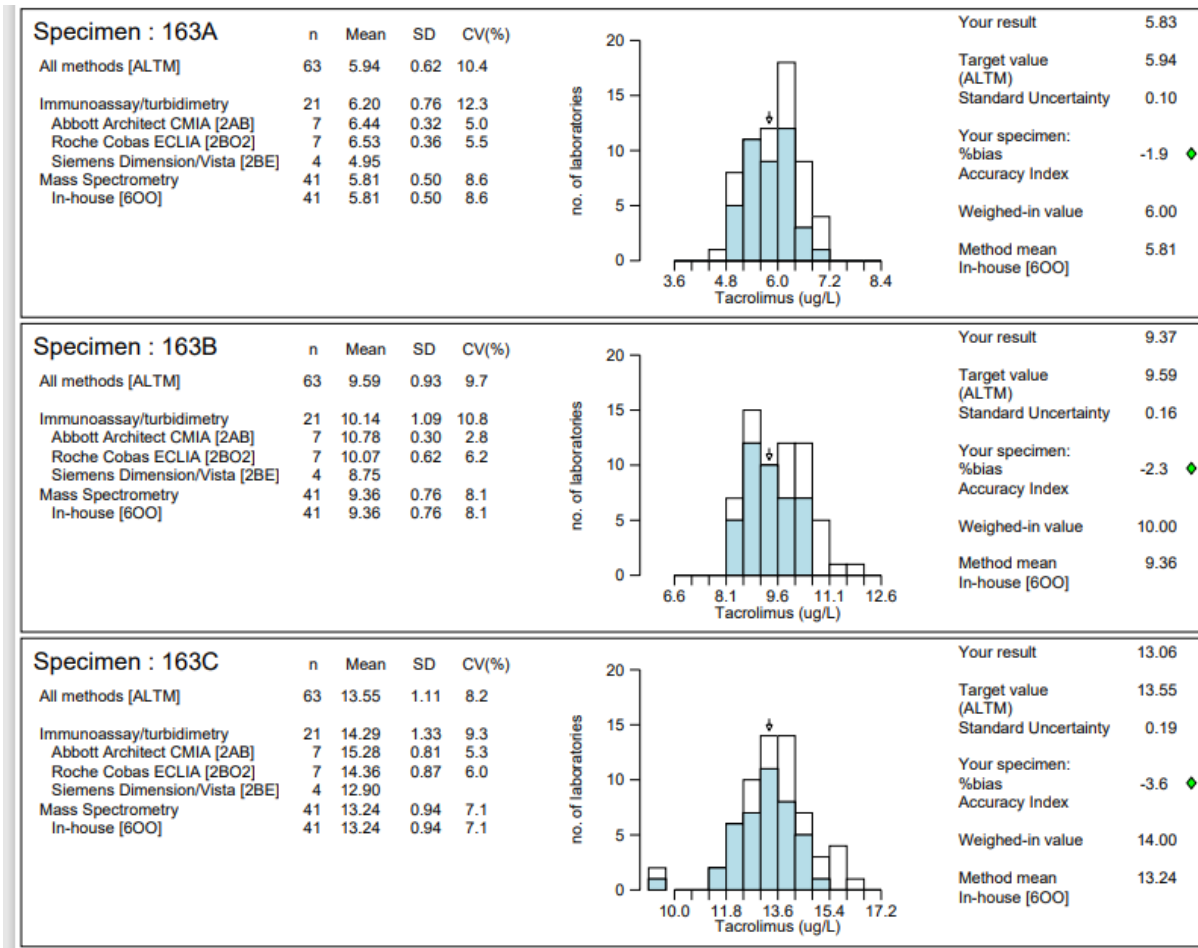 Specimen : 163A n Mean SD CV(%)
All methods [ALTM] 63 5.94 0.62 10.4
Immunoassay/turbidimetry 21 6.20 0.76 12.3
Abbott Architect CMIA [2AB] 7 6.44 0.32 5.0
Roche Cobas ECLIA [2BO2] 7 6.53 0.36 5.5
Siemens Dimension/Vista [2BE] 4 4.95
Mass Spectrometry 41 5.81 0.50 8.6
In-house [6OO] 41 5.81 0.50 8.6
no. of laboratories
20
15
10
5
0
3.6 4.8 6.0 7.2 8.4
Tacrolimus (ug/L)
Your result 5.83
Target value 5.94
(ALTM)
Standard Uncertainty 0.10
Your specimen:
%bias -1.9
Accuracy Index
Weighed-in value 6.00
Method mean 5.81
In-house [6OO]
Specimen : 163B n Mean SD CV(%)
All methods [ALTM] 63 9.59 0.93 9.7
Immunoassay/turbidimetry 21 10.14 1.09 10.8
Abbott Architect CMIA [2AB] 7 10.78 0.30 2.8
Roche Cobas ECLIA [2BO2] 7 10.07 0.62 6.2
Siemens Dimension/Vista [2BE] 4 8.75
Mass Spectrometry 41 9.36 0.76 8.1
In-house [6OO] 41 9.36 0.76 8.1
no. of laboratories
20
15
10
5
0
6.6 8.1 9.6 11.1 12.6
Tacrolimus (ug/L)
Your result 9.37
Target value 9.59
(ALTM)
Standard Uncertainty 0.16
Your specimen:
%bias -2.3
Accuracy Index
Weighed-in value 10.00
Method mean 9.36
In-house [6OO]
Specimen : 163C n Mean SD CV(%)
All methods [ALTM] 63 13.55 1.11 8.2
Immunoassay/turbidimetry 21 14.29 1.33 9.3
Abbott Architect CMIA [2AB] 7 15.28 0.81 5.3
Roche Cobas ECLIA [2BO2] 7 14.36 0.87 6.0
Siemens Dimension/Vista [2BE] 4 12.90
Mass Spectrometry 41 13.24 0.94 7.1
In-house [6OO] 41 13.24 0.94 7.1
no. of laboratories
20
15
10
5
0
10.0 11.8 13.6 15.4 17.2
Tacrolimus (ug/L)
Your result 13.06
Target value 13.55
(ALTM)
Standard Uncertainty 0.19
Your specimen:
%bias -3.6
Accuracy Index
Weighed-in value 14.00
Method mean 13.24
In-house [6OO]